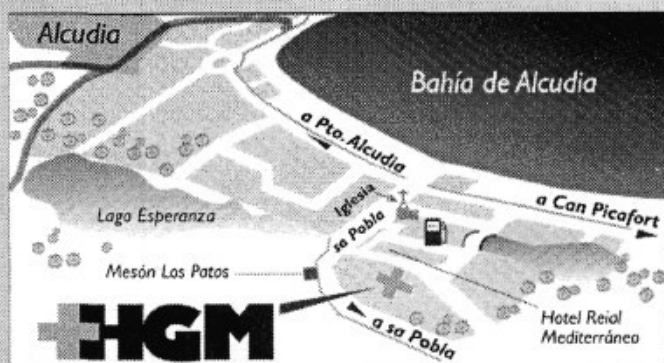 Alcudia
Bahía de Alcudia
a Pto. Alcudia
a Can Picafort
Iglesia
sa Pobla
Lago Esperanza
Mesón Los Patos
HGM
a sa Pobla
Hotel Reial
Mediterráneo